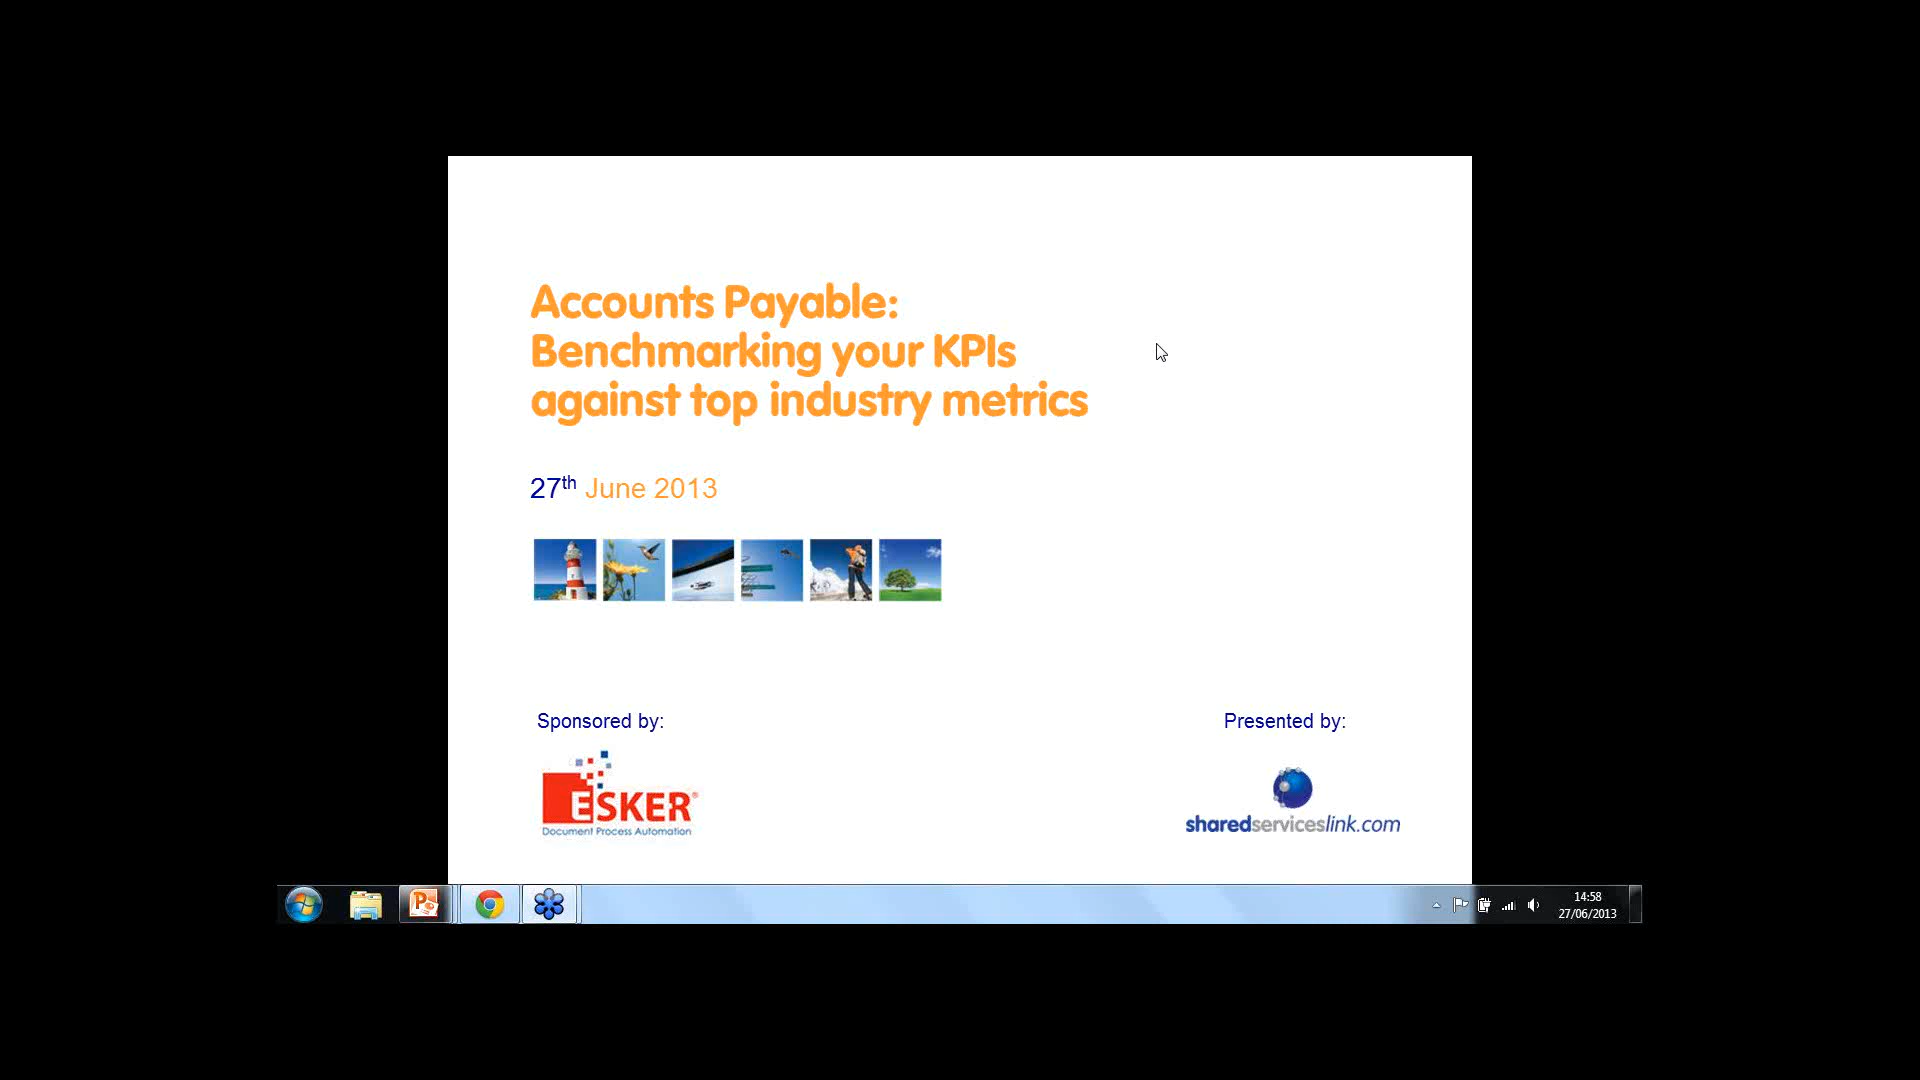 Accounts Payable:
Benchmarking your KPIs
against top industry metrics
27th June 2013
Sponsored by:
Presented by:
ESKER®
Document Process Automation
sharedserviceslink.com
14:58
27/06/2013